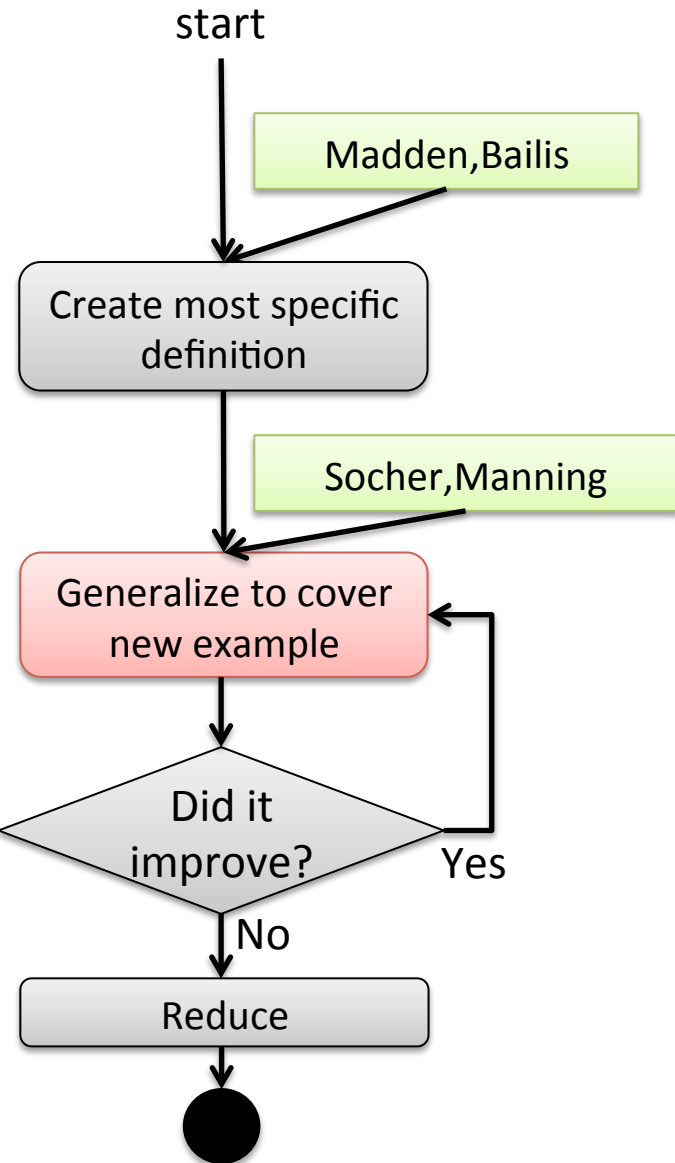 start
Madden,Bailis
Create most specific
definition
Socher,Manning
Generalize to cover
new example
Did it
improve?
Yes
No
Reduce